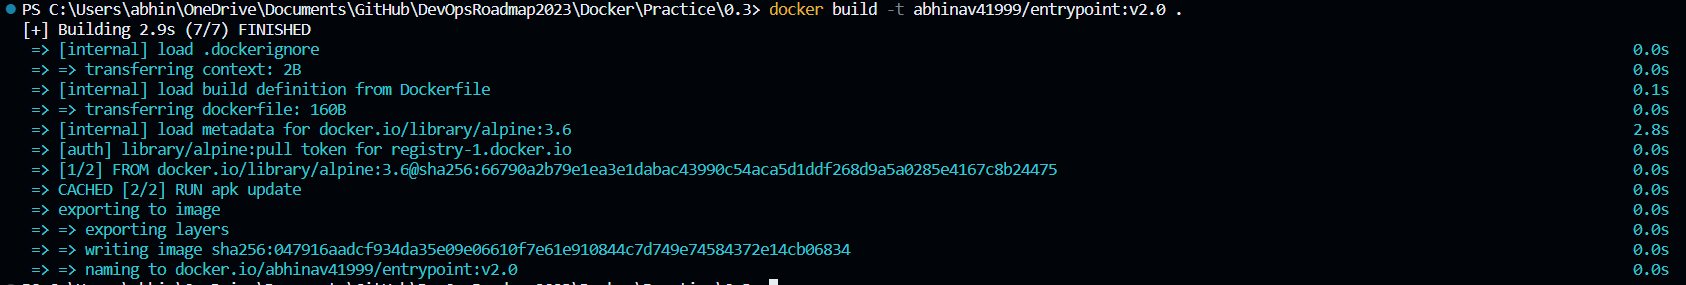 PS C:\Users\abhin\OneDrive\Documents\GitHub\DevOpsRoadmap2023\Docker\Practice\0.3> docker build -t abhinav41999/entrypoint:v2.0 .
[+] Building 2.9s (7/7) FINISHED
=> [internal] load .dockerignore 0.0s
=> => transferring context: 2B 0.0s
=> [internal] load build definition from Dockerfile 0.1s
=> => transferring dockerfile: 160B 0.0s
=> [internal] load metadata for docker.io/library/alpine:3.6 2.8s
=> [auth] library/alpine:pull token for registry-1.docker.io 0.0s
=> [1/2] FROM docker.io/library/alpine:3.6@sha256:66790a2b79e1ea3e1dabac43990c54aca5d1ddf268d9a5a0285e4167c8b24475 0.0s
=> CACHED [2/2] RUN apk update 0.0s
=> exporting to image 0.0s
=> => exporting layers 0.0s
=> => writing image sha256:047916aadcf934da35e09e06610f7e61e910844c7d749e74584372e14cb06834 0.0s
=> => naming to docker.io/abhinav41999/entrypoint:v2.0 0.0s